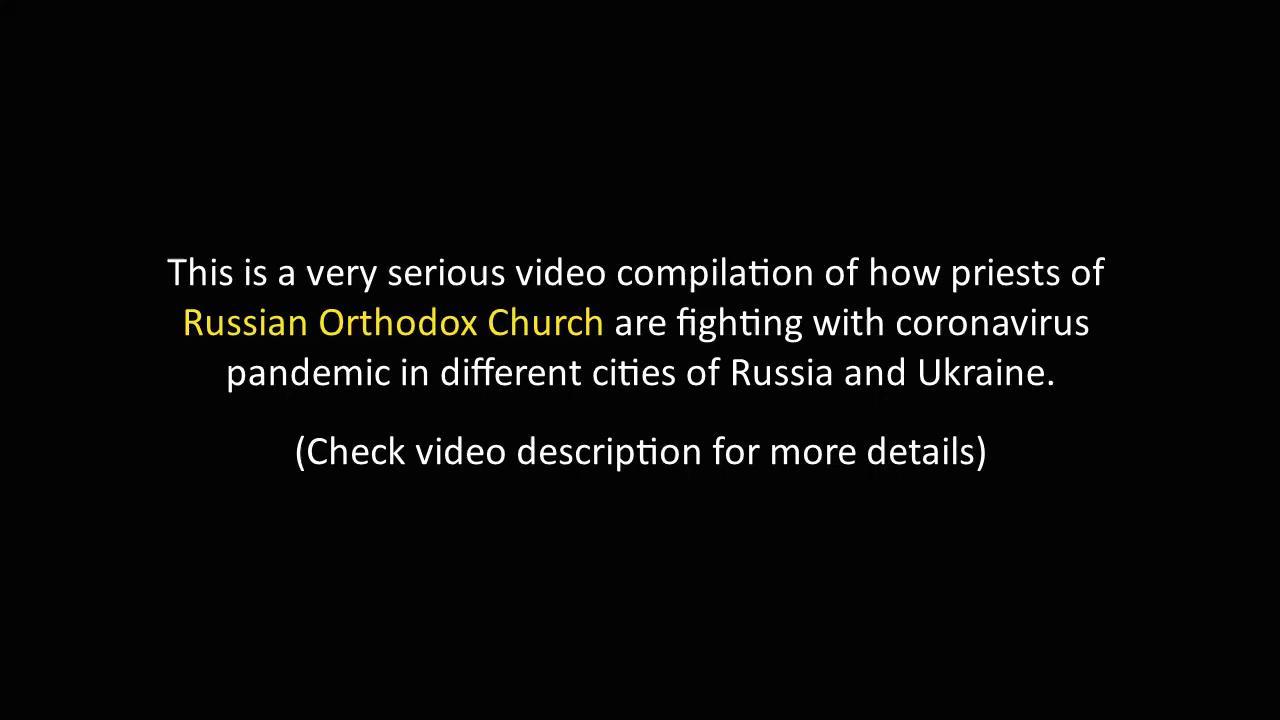 This is a very serious video compilation of how priests of
Russian Orthodox Church are fighting with coronavirus
pandemic in different cities of Russia and Ukraine.
(Check video description for more details)